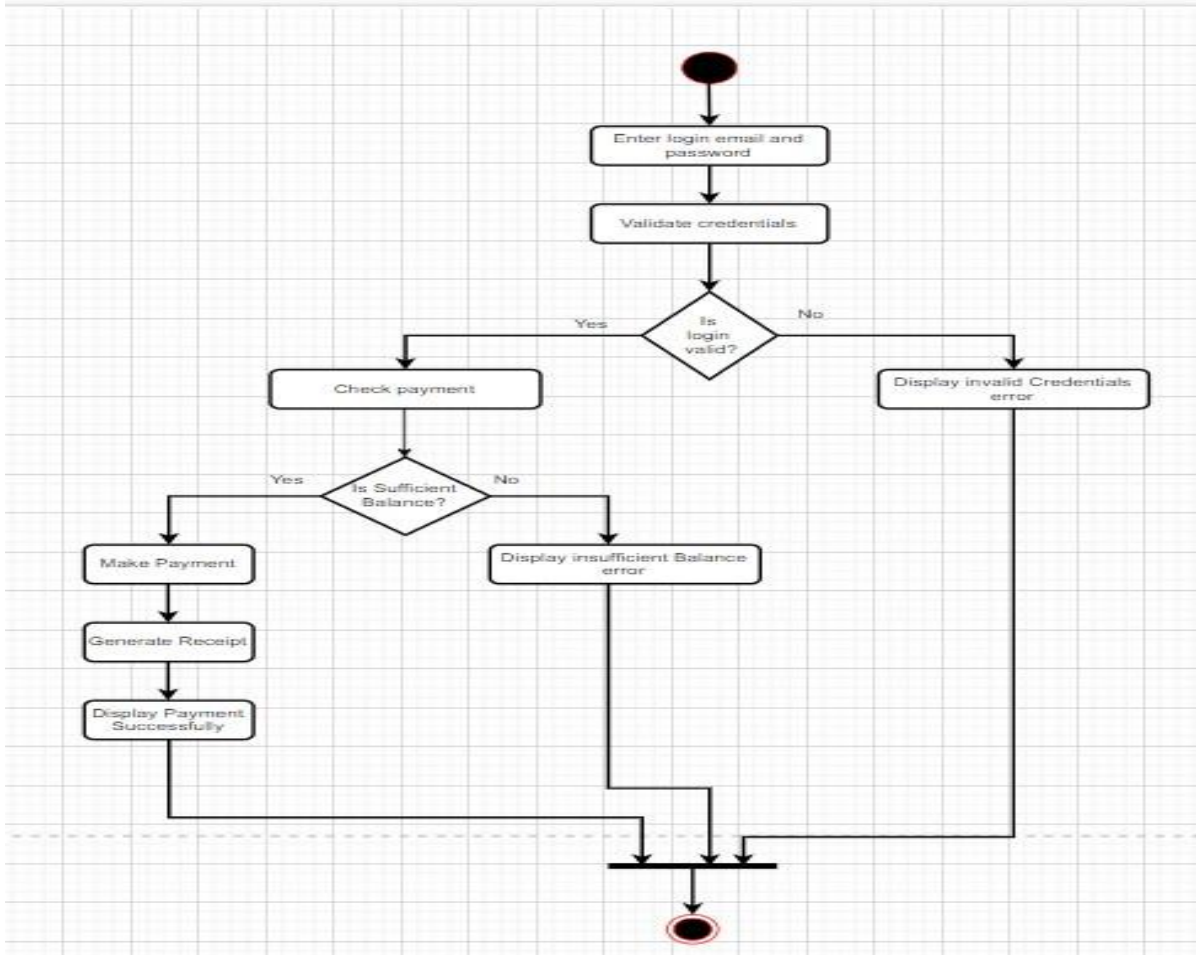 Enter login email and
password
Validate credentials
Is
login
valid?
Yes
No
Check payment
Display invalid Credentials
error
Yes
Is Sufficient
Balance?
No
Make Payment
Display insufficient Balance
error
Generate Receipt
Display Payment
Successfully